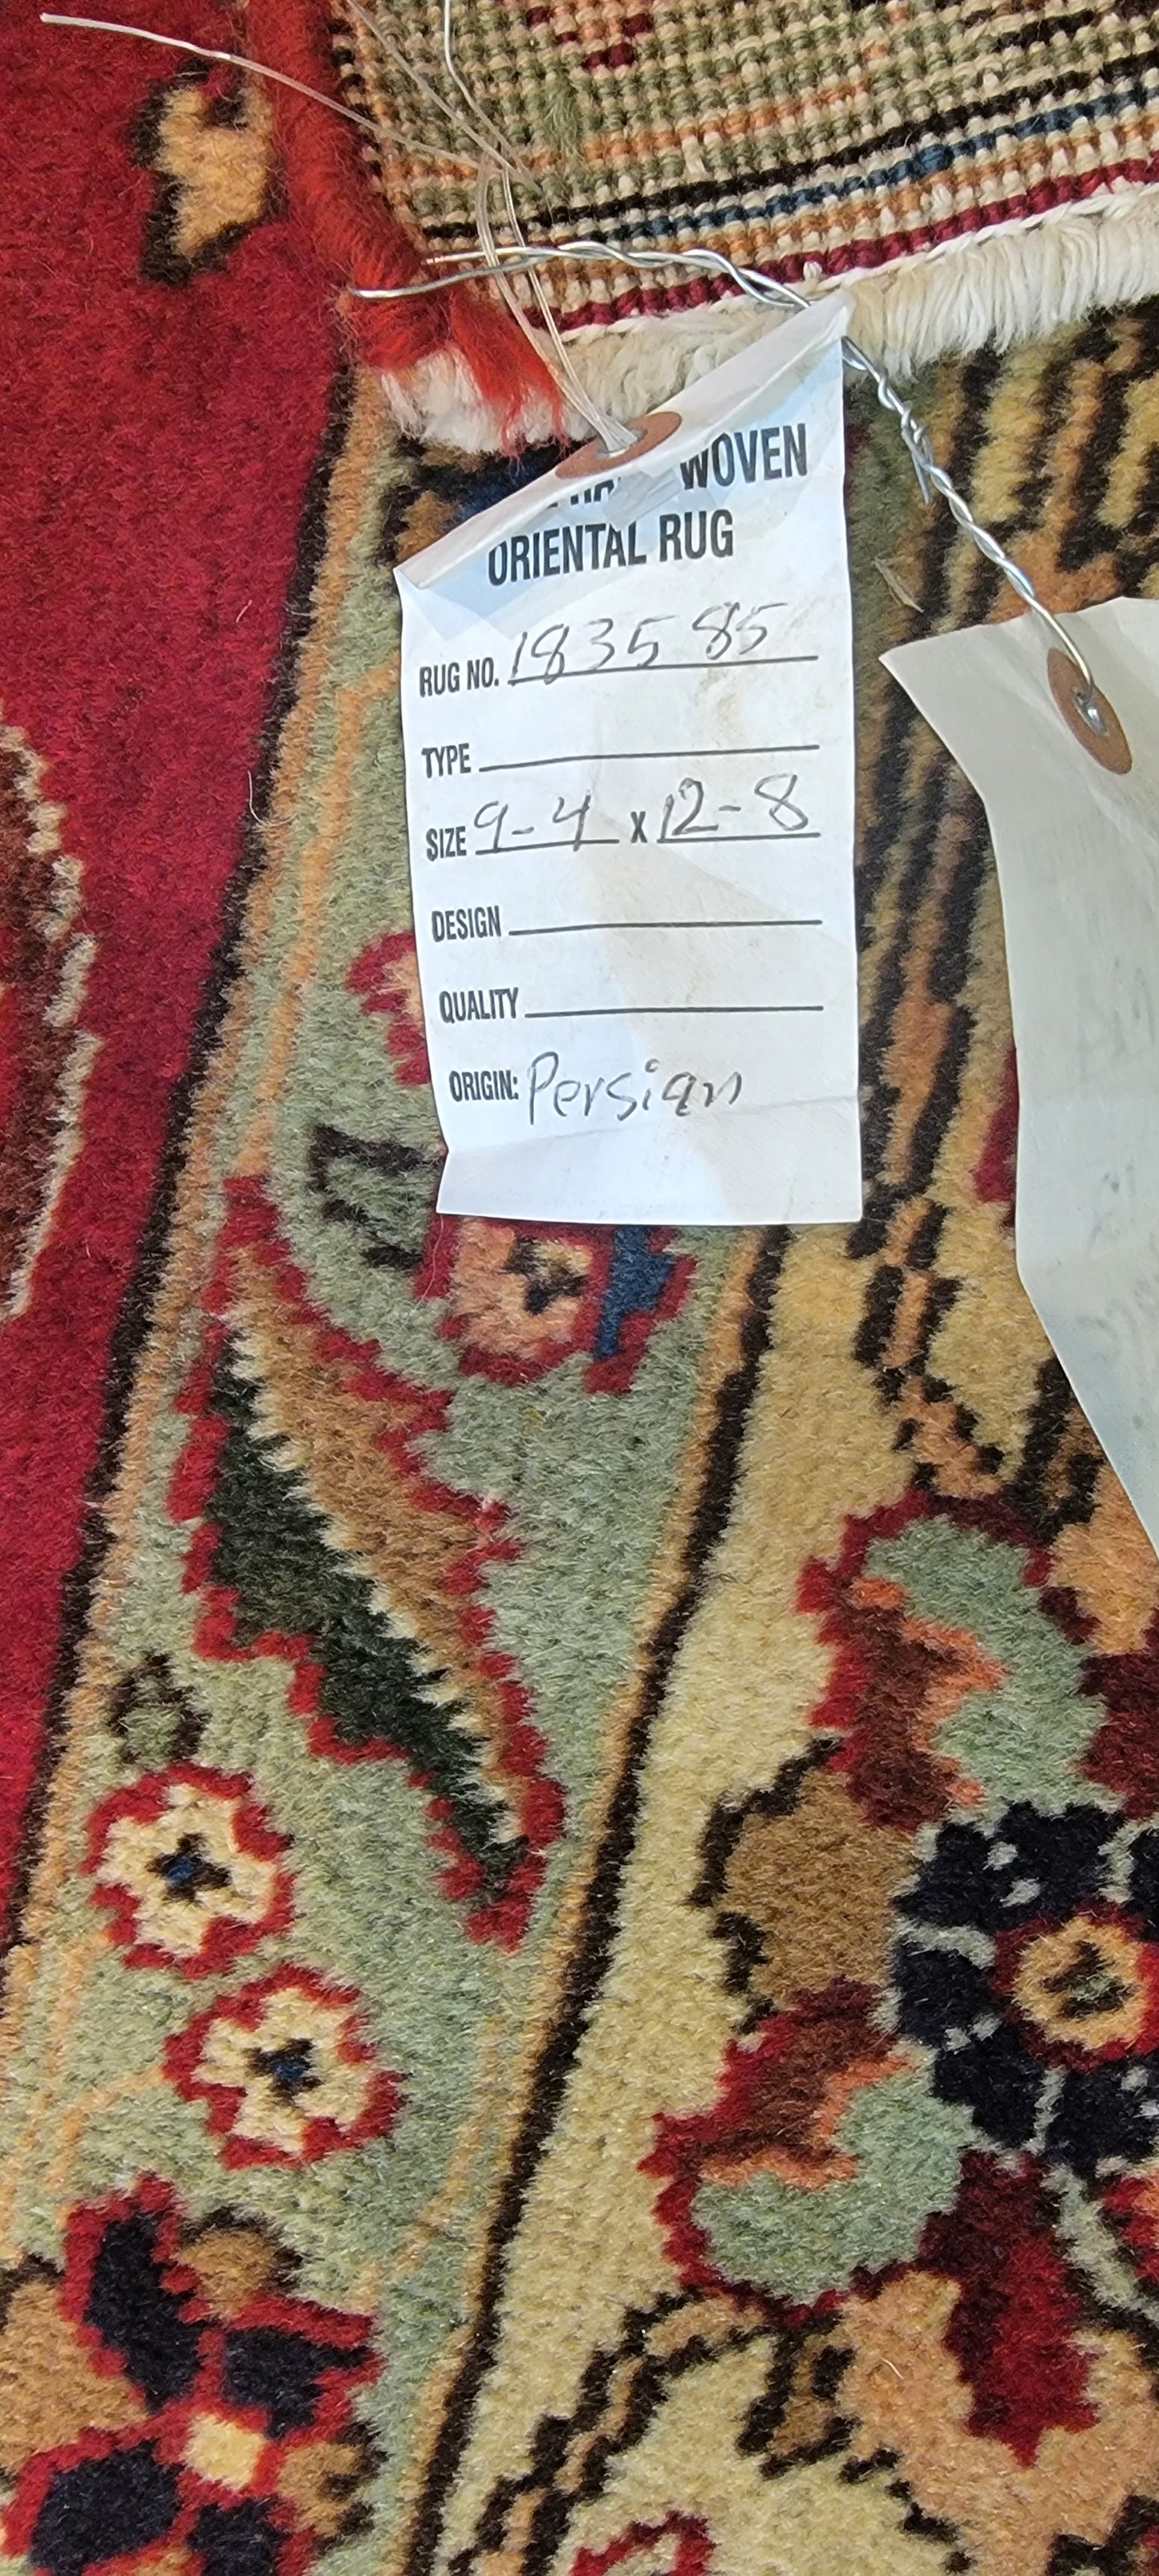 WOVEN
ORIENTAL RUG
RUG NO. 183585
TYPE
SIZE 9-4 x 12-8
DESIGN
QUALITY
ORIGIN: Persian